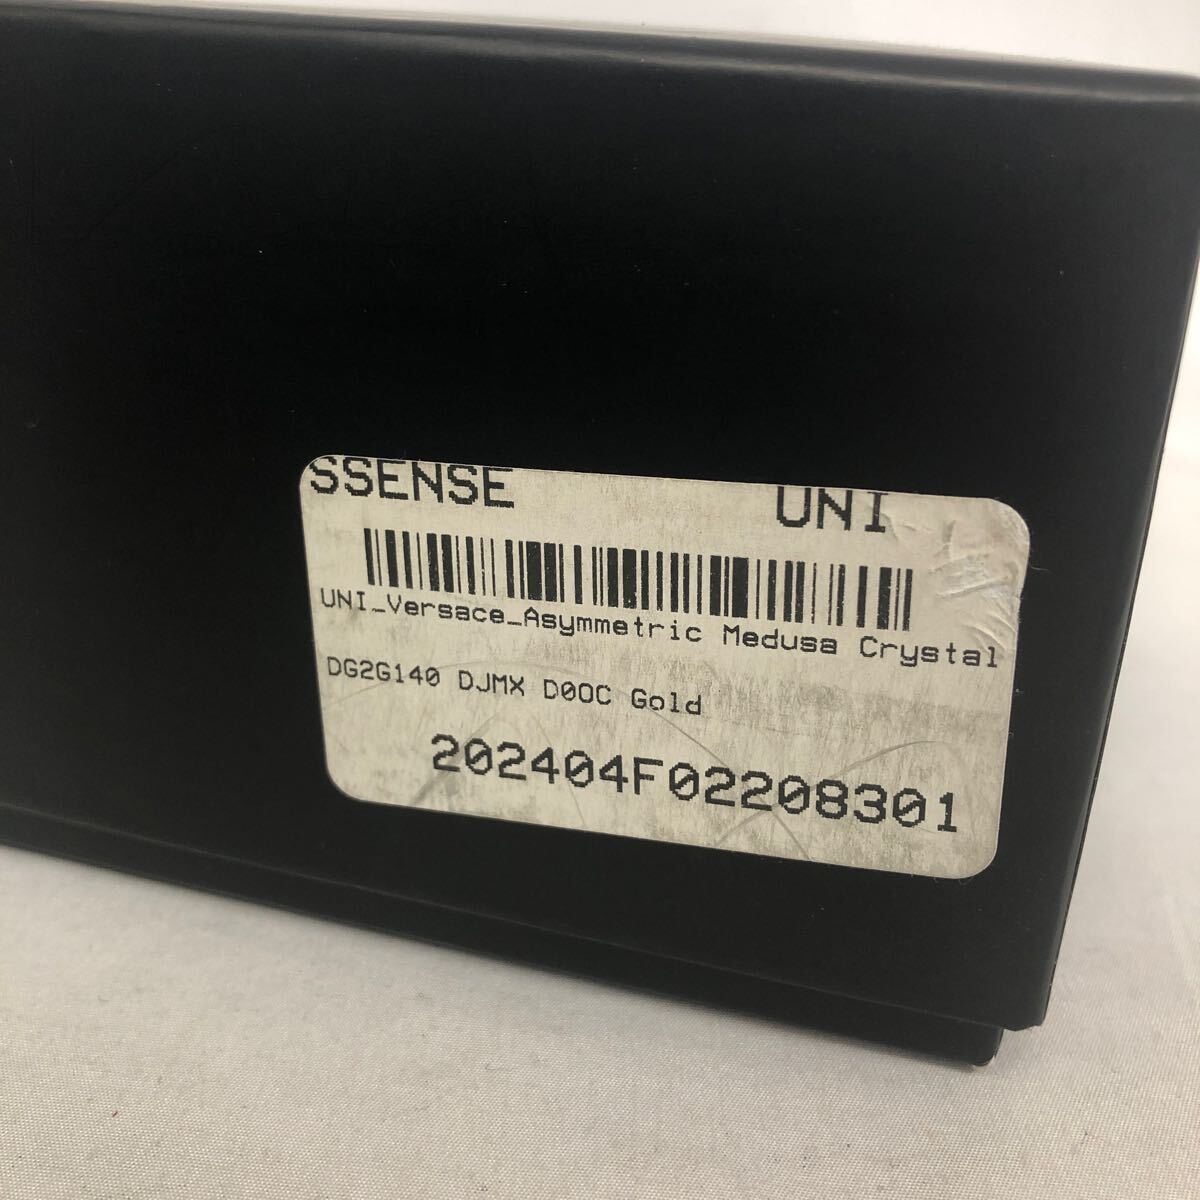 SSENSE UNI
UNI_Versace_Asymmetric Medusa Crystal
DG2G140 DJMX D00C Gold
202404F02208301